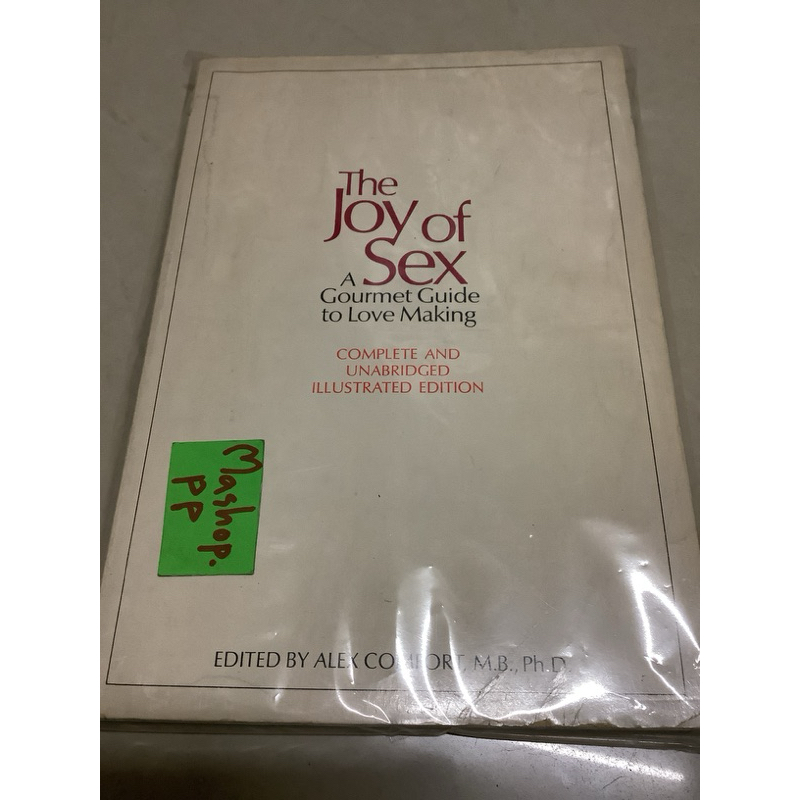 The
Joy of
Sex
A
Gourmet Guide
to Love Making
COMPLETE AND
UNABRIDGED
ILLUSTRATED EDITION
Mashop.
PP
EDITED BY ALEX COMFORT, M.B., Ph.D.